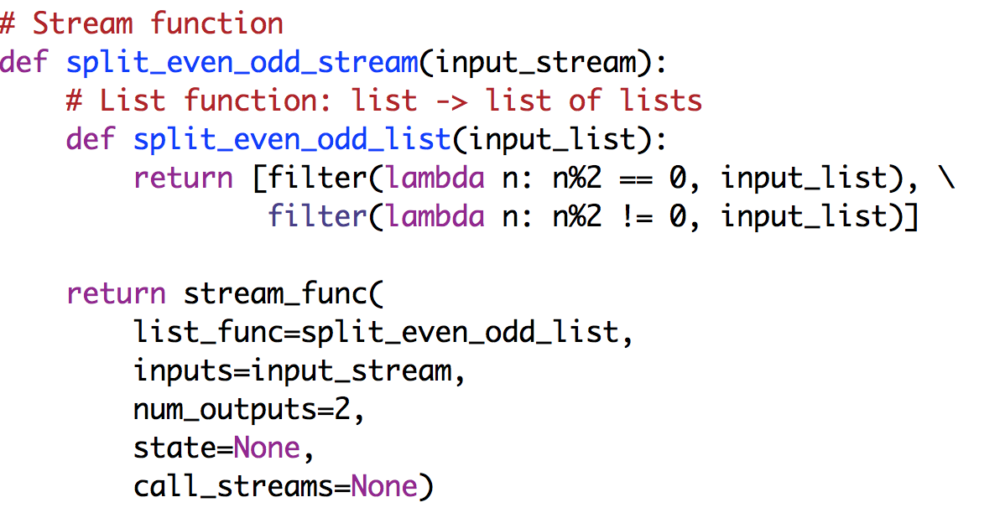 # Stream function
def split_even_odd_stream(input_stream):
    # List function: list -> list of lists
    def split_even_odd_list(input_list):
        return [filter(lambda n: n%2 == 0, input_list), \
                filter(lambda n: n%2 != 0, input_list)]

    return stream_func(
        list_func=split_even_odd_list,
        inputs=input_stream,
        num_outputs=2,
        state=None,
        call_streams=None)